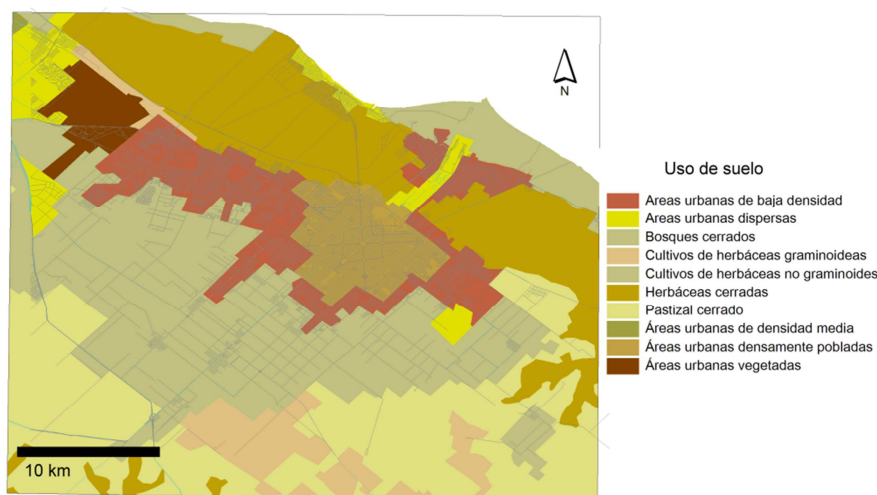 N
Uso de suelo
Areas urbanas de baja densidad
Areas urbanas dispersas
Bosques cerrados
Cultivos de herbáceas graminoideas
Cultivos de herbáceas no graminoides
Herbáceas cerradas
Pastizal cerrado
Áreas urbanas de densidad media
Áreas urbanas densamente pobladas
Áreas urbanas vegetadas
10 km